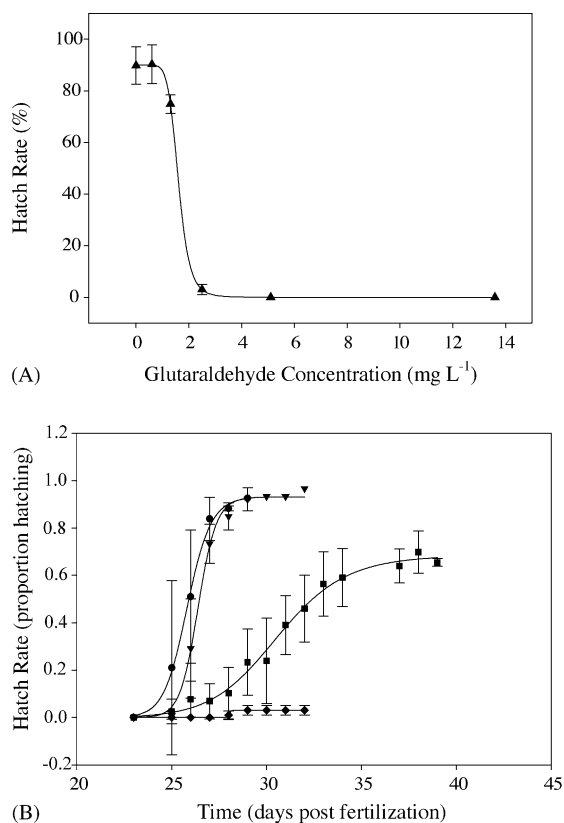 100
80
60
40
20
0
Hatch Rate (%)
0 2 4 6 8 10 12 14
(A)
Glutaraldehyde Concentration (mg L-1)
1.2
1.0
0.8
0.6
0.4
0.2
0.0
-0.2
Hatch Rate (proportion hatching)
20 25 30 35 40 45
(B)
Time (days post fertilization)